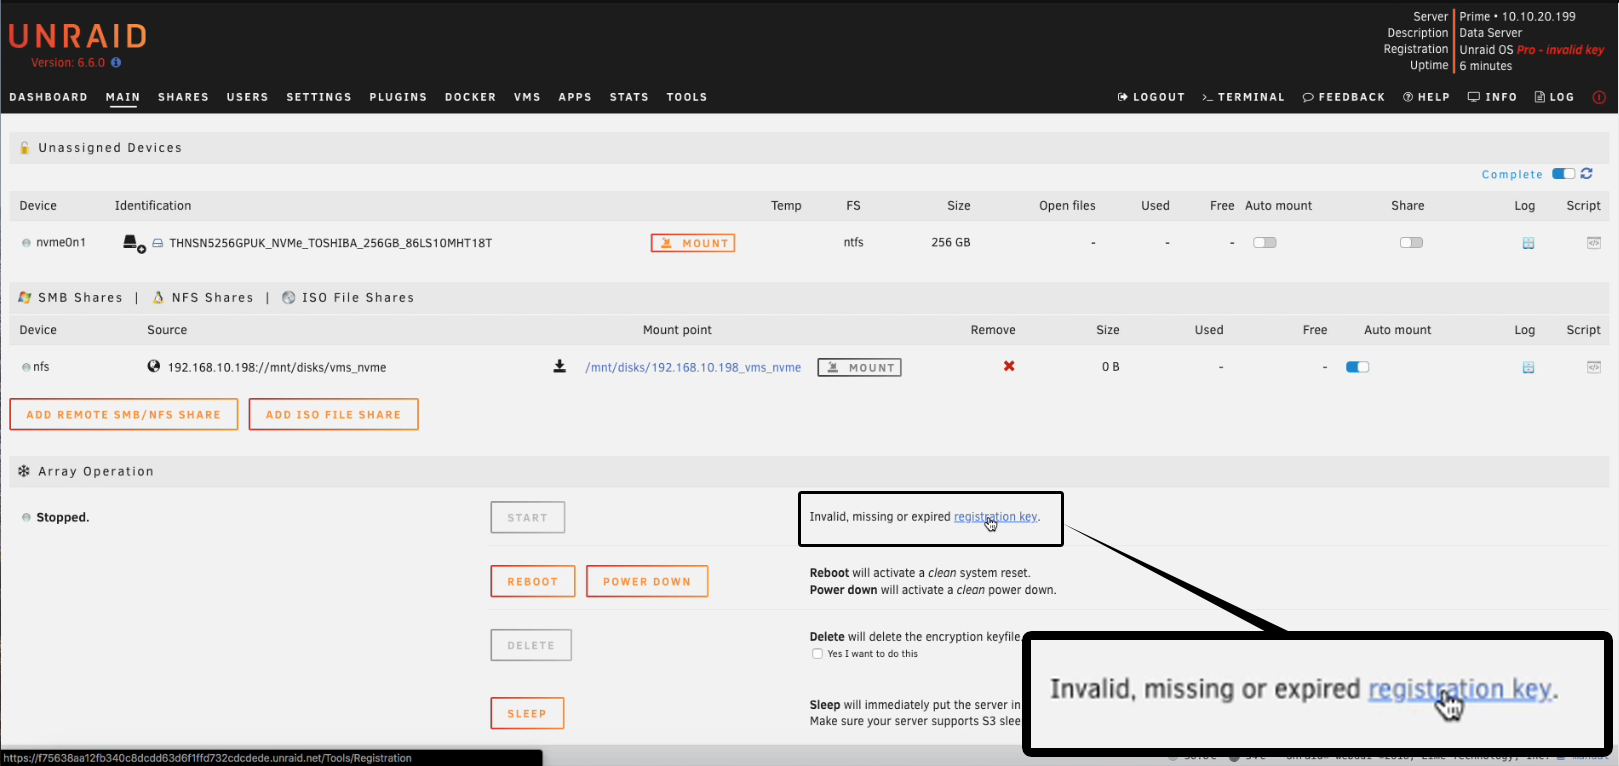 UNRAID
Version: 6.6.0
Server Prime • 10.10.20.199
Description Data Server
Registration Unraid OS Pro - invalid key
Uptime 6 minutes
DASHBOARD MAIN SHARES USERS SETTINGS PLUGINS DOCKER VMS APPS STATS TOOLS LOGOUT TERMINAL FEEDBACK HELP INFO LOG
Unassigned Devices
Complete
Device Identification Temp FS Size Open files Used Free Auto mount Share Log Script
nvme0n1 THNSN5256GPUK_NVMe_TOSHIBA_256GB_86LS10MHT18T MOUNT ntfs 256 GB - - -
SMB Shares | NFS Shares | ISO File Shares
Device Source Mount point Remove Size Used Free Auto mount Log Script
nfs 192.168.10.198://mnt/disks/vms_nvme /mnt/disks/192.168.10.198_vms_nvme MOUNT 0 B - -
ADD REMOTE SMB/NFS SHARE ADD ISO FILE SHARE
Array Operation
Stopped. START Invalid, missing or expired registration key.
REBOOT POWER DOWN Reboot will activate a clean system reset.
Power down will activate a clean power down.
DELETE Delete will delete the encryption keyfile.
Yes I want to do this
Invalid, missing or expired registration key.
SLEEP Sleep will immediately put the server in
Make sure your server supports S3
https://f75638aa12fb340c8dcdd63d6f1ffd732cdcdede.unraid.net/Tools/Registration